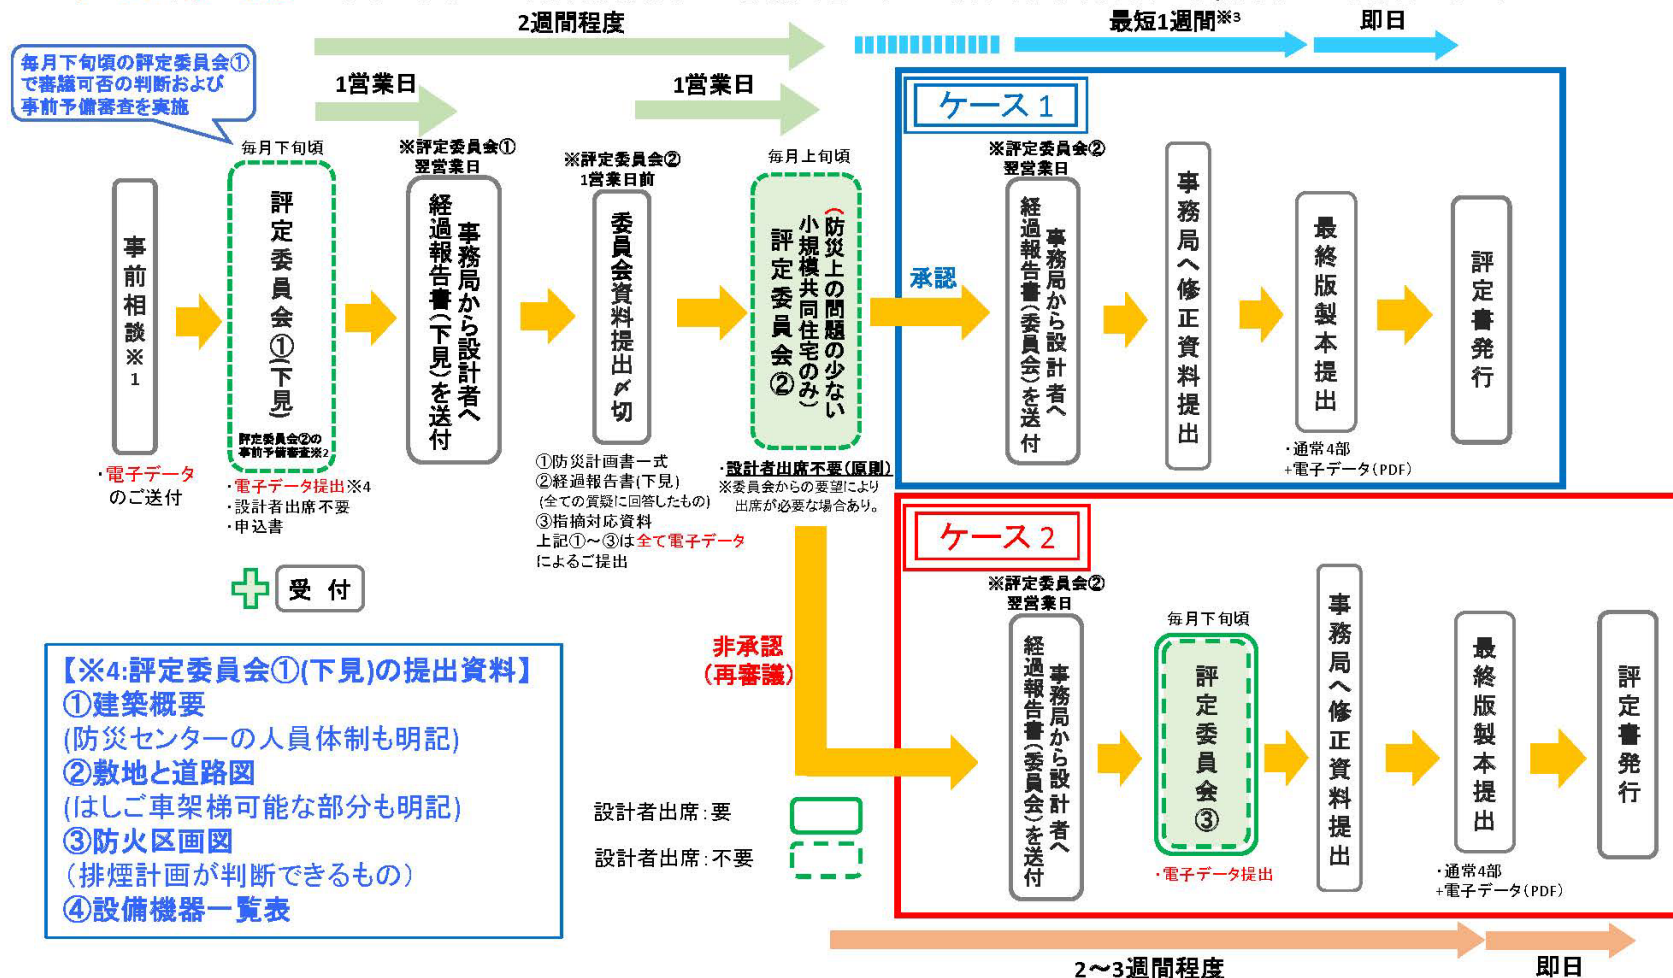 2週間程度
最短1週間※3
即日
毎月下旬頃の評定委員会①
で審議可否の判断および
事前予備審査を実施
1営業日
1営業日
事前相談※1
・電子データ
のご送付
毎月下旬頃
評定委員会①(下見)
評定委員会②の
事前予備審査※2
・電子データ提出※4
・設計者出席不要
・申込書
受 付
※評定委員会①
翌営業日
事務局から設計者へ
経過報告書(下見)を送付
※評定委員会②
1営業日前
委員会資料提出〆切
①防災計画書一式
②経過報告書(下見)
(全ての質疑に回答したもの)
③指摘対応資料
上記①～③は全て電子データ
によるご提出
毎月上旬頃
(防災上の問題の少ない
小規模共同住宅のみ)
評定委員会②
・設計者出席不要(原則)
※委員会からの要望により
出席が必要な場合あり。
承認
ケース1
※評定委員会②
翌営業日
事務局から設計者へ
経過報告書(委員会)を送付
事務局へ修正資料提出
最終版製本提出
・通常4部
+電子データ(PDF)
評定書発行
非承認
(再審議)
ケース2
※評定委員会②
翌営業日
事務局から設計者へ
経過報告書(委員会)を送付
毎月下旬頃
評定委員会③
・電子データ提出
事務局へ修正資料提出
最終版製本提出
・通常4部
+電子データ(PDF)
評定書発行
【※4:評定委員会①(下見)の提出資料】
①建築概要
(防災センターの人員体制も明記)
②敷地と道路図
(はしご車架梯可能な部分も明記)
③防火区画図
(排煙計画が判断できるもの)
④設備機器一覧表
設計者出席:要
設計者出席:不要
2～3週間程度
即日